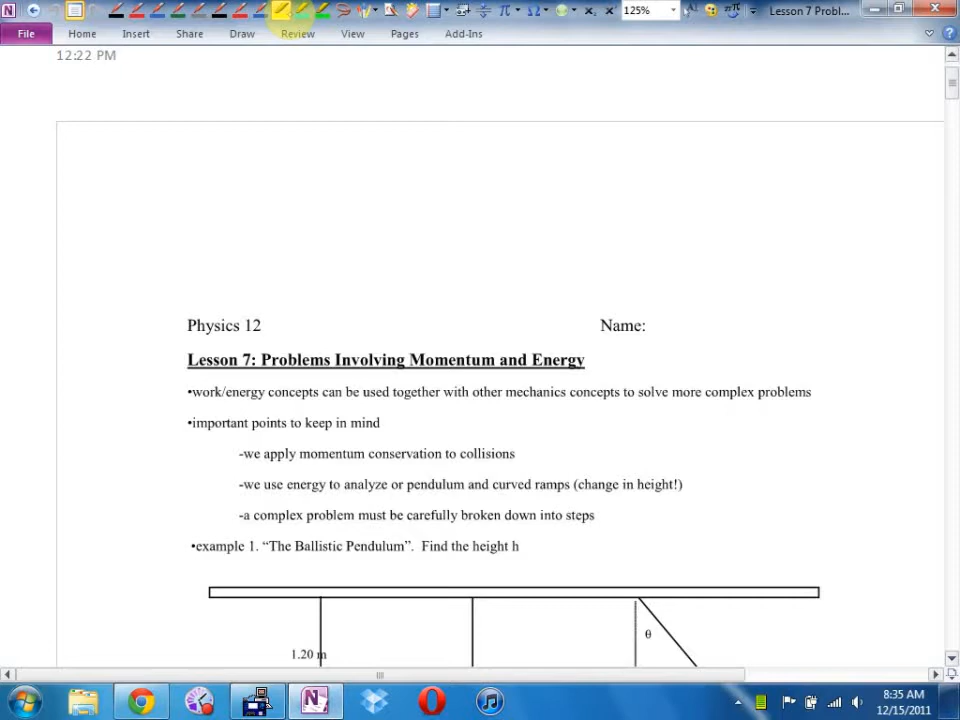 125%
Lesson 7 Probl...
File Home Insert Share Draw Review View Pages Add-Ins
12:22 PM
Physics 12 Name:
Lesson 7: Problems Involving Momentum and Energy
•work/energy concepts can be used together with other mechanics concepts to solve more complex problems
•important points to keep in mind
-we apply momentum conservation to collisions
-we use energy to analyze or pendulum and curved ramps (change in height!)
-a complex problem must be carefully broken down into steps
•example 1. “The Ballistic Pendulum”. Find the height h
θ
1.20 m
8:35 AM
12/15/2011